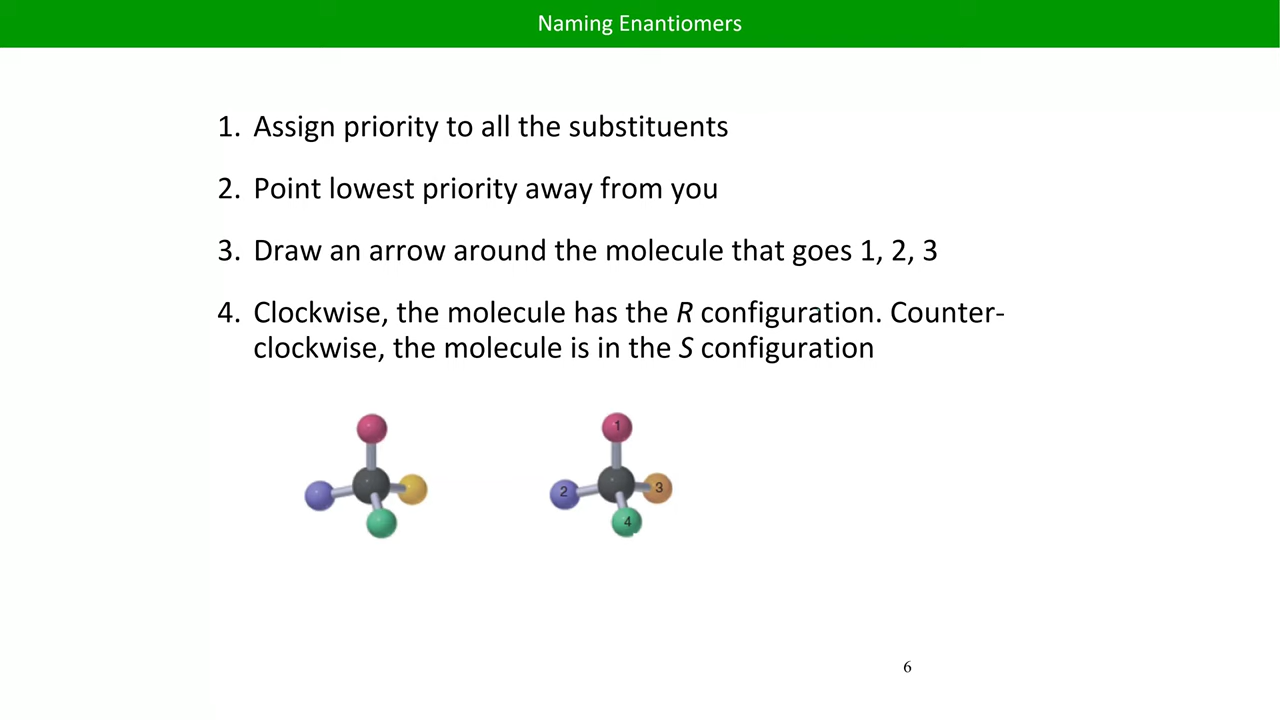 Naming Enantiomers
1. Assign priority to all the substituents
2. Point lowest priority away from you
3. Draw an arrow around the molecule that goes 1, 2, 3
4. Clockwise, the molecule has the R configuration. Counter-
clockwise, the molecule is in the S configuration
1
2
3
4
6